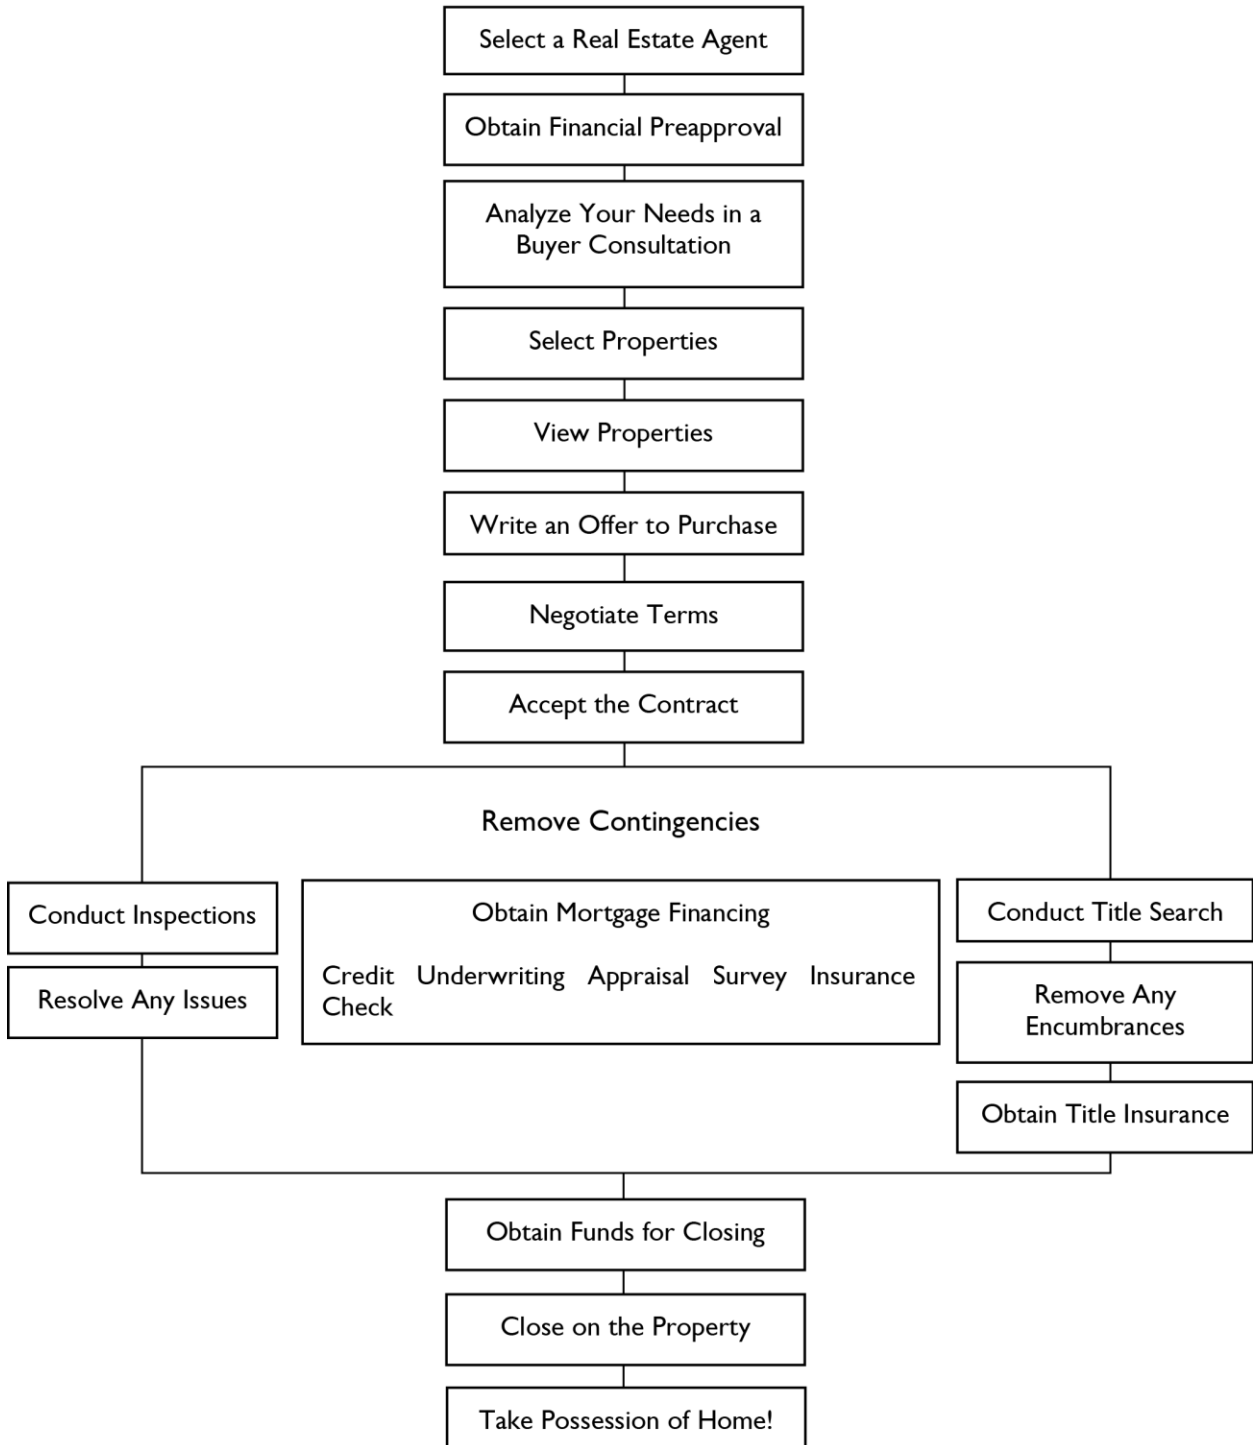 Select a Real Estate Agent
Obtain Financial Preapproval
Analyze Your Needs in a
Buyer Consultation
Select Properties
View Properties
Write an Offer to Purchase
Negotiate Terms
Accept the Contract
Remove Contingencies
Conduct Inspections
Resolve Any Issues
Obtain Mortgage Financing
Credit Underwriting Appraisal Survey Insurance
Check
Conduct Title Search
Remove Any
Encumbrances
Obtain Title Insurance
Obtain Funds for Closing
Close on the Property
Take Possession of Home!